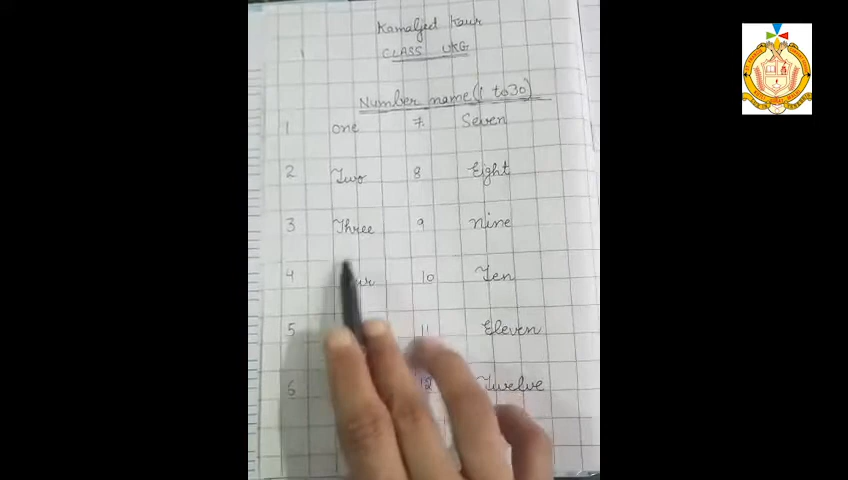 Kamaljeet Kaur
CLASS UKG
Number name (1 to 30)
1 one 7. Seven
2 Two 8 Eight
3 Three 9 Nine
4 10 Ten
5 11 Eleven
6 12 Twelve